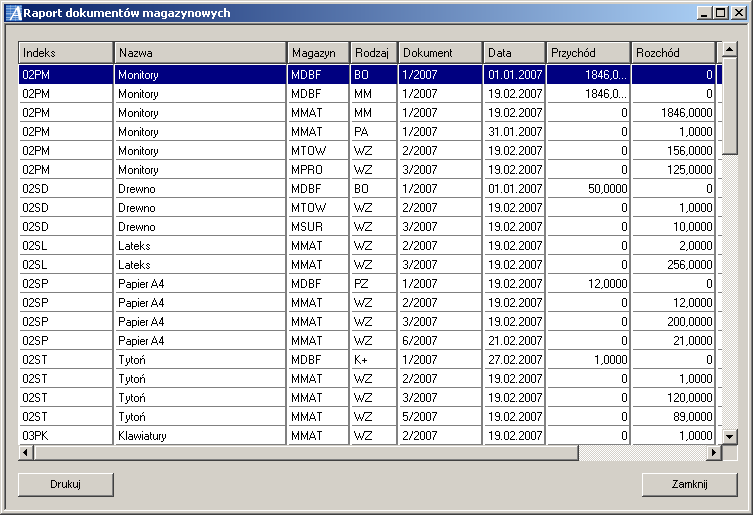 Raport dokumentów magazynowych
Indeks Nazwa Magazyn Rodzaj Dokument Data Przychód Rozchód
02PM Monitory MDBF BO 1/2007 01.01.2007 1846,0... 0
02PM Monitory MDBF MM 1/2007 19.02.2007 1846,0... 0
02PM Monitory MMAT MM 1/2007 19.02.2007 0 1846,0000
02PM Monitory MMAT PA 1/2007 31.01.2007 0 1,0000
02PM Monitory MTOW WZ 2/2007 19.02.2007 0 156,0000
02PM Monitory MPRO WZ 3/2007 19.02.2007 0 125,0000
02SD Drewno MDBF BO 1/2007 01.01.2007 50,0000 0
02SD Drewno MTOW WZ 2/2007 19.02.2007 0 1,0000
02SD Drewno MSUR WZ 3/2007 19.02.2007 0 10,0000
02SL Lateks MMAT WZ 2/2007 19.02.2007 0 2,0000
02SL Lateks MMAT WZ 3/2007 19.02.2007 0 256,0000
02SP Papier A4 MDBF PZ 1/2007 19.02.2007 12,0000 0
02SP Papier A4 MMAT WZ 2/2007 19.02.2007 0 12,0000
02SP Papier A4 MMAT WZ 3/2007 19.02.2007 0 200,0000
02SP Papier A4 MMAT WZ 6/2007 21.02.2007 0 21,0000
02ST Tytoń MDBF K+ 1/2007 27.02.2007 1,0000 0
02ST Tytoń MMAT WZ 2/2007 19.02.2007 0 1,0000
02ST Tytoń MMAT WZ 3/2007 19.02.2007 0 120,0000
02ST Tytoń MMAT WZ 5/2007 19.02.2007 0 89,0000
03PK Klawiatury MMAT WZ 2/2007 19.02.2007 0 1,0000
Drukuj Zamknij